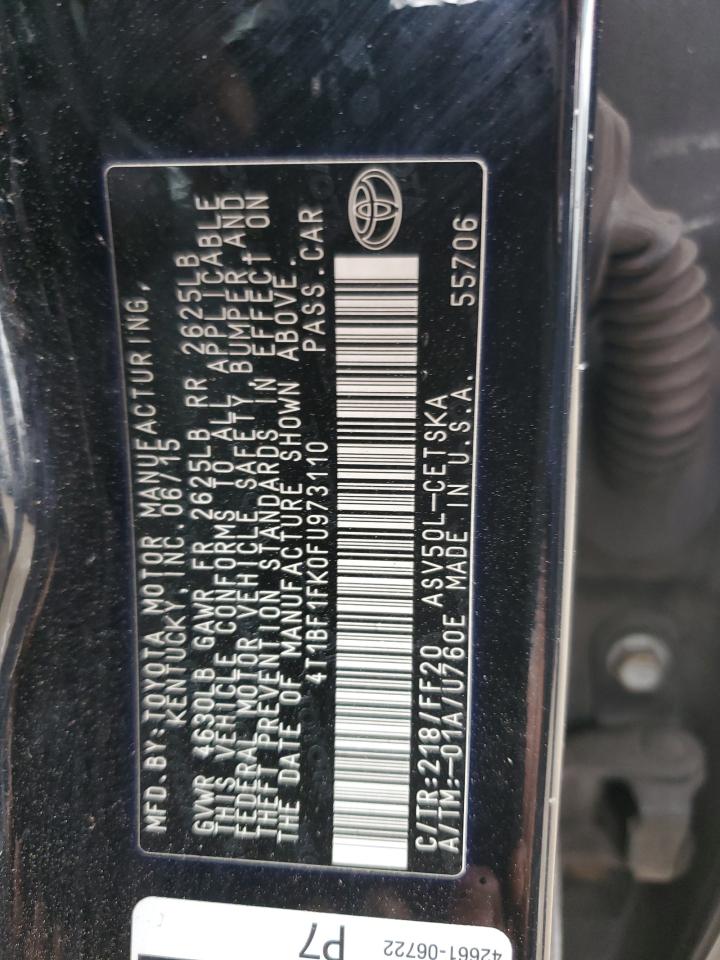 MFD.BY:TOYOTA MOTOR MANUFACTURING,
KENTUCKY, INC.06/15
GVWR 4630LB GAWR FR 2625LB RR 2625LB
THIS VEHICLE CONFORMS TO ALL APPLICABLE
FEDERAL MOTOR VEHICLE SAFETY, BUMPER, AND
THEFT PREVENTION STANDARDS IN EFFECT ON
THE DATE OF MANUFACTURE SHOWN ABOVE.
4T1BF1FK0FU973110 PASS.CAR
C/TR:218/FF20 ASV50L-CETSKA 55706
A/TM:-01A/U760E MADE IN U.S.A.
P7
42661-06722